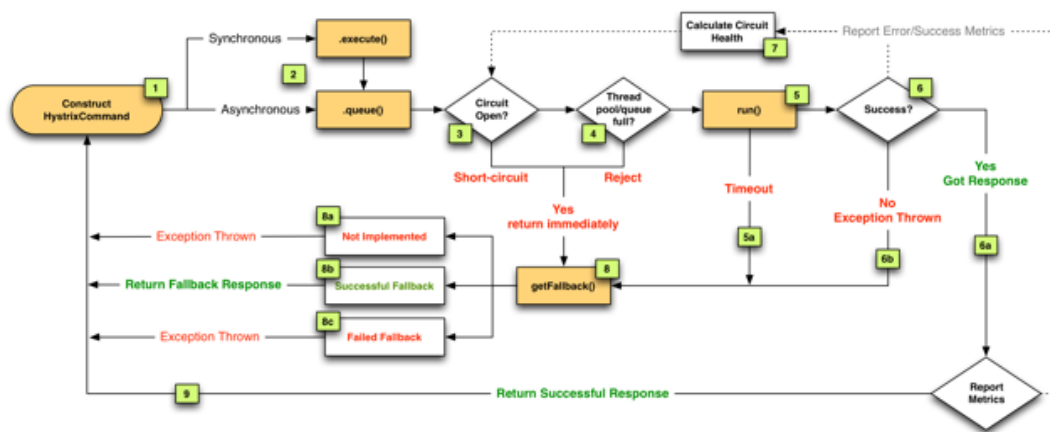 Calculate Circuit
Health
7
Report Error/Success Metrics
Synchronous
.execute()
2
1
Construct
HystrixCommand
Asynchronous
.queue()
Circuit
Open?
3
Thread
pool/queue
full?
4
run()
5
Success?
6
Short-circuit
Reject
Timeout
Yes
Got Response
Yes
return immediately
No
Exception Thrown
5a
6a
6b
Exception Thrown
8a
Not Implemented
Return Fallback Response
8b
Successful Fallback
getFallback()
8
Exception Thrown
8c
Failed Fallback
9
Return Successful Response
Report
Metrics